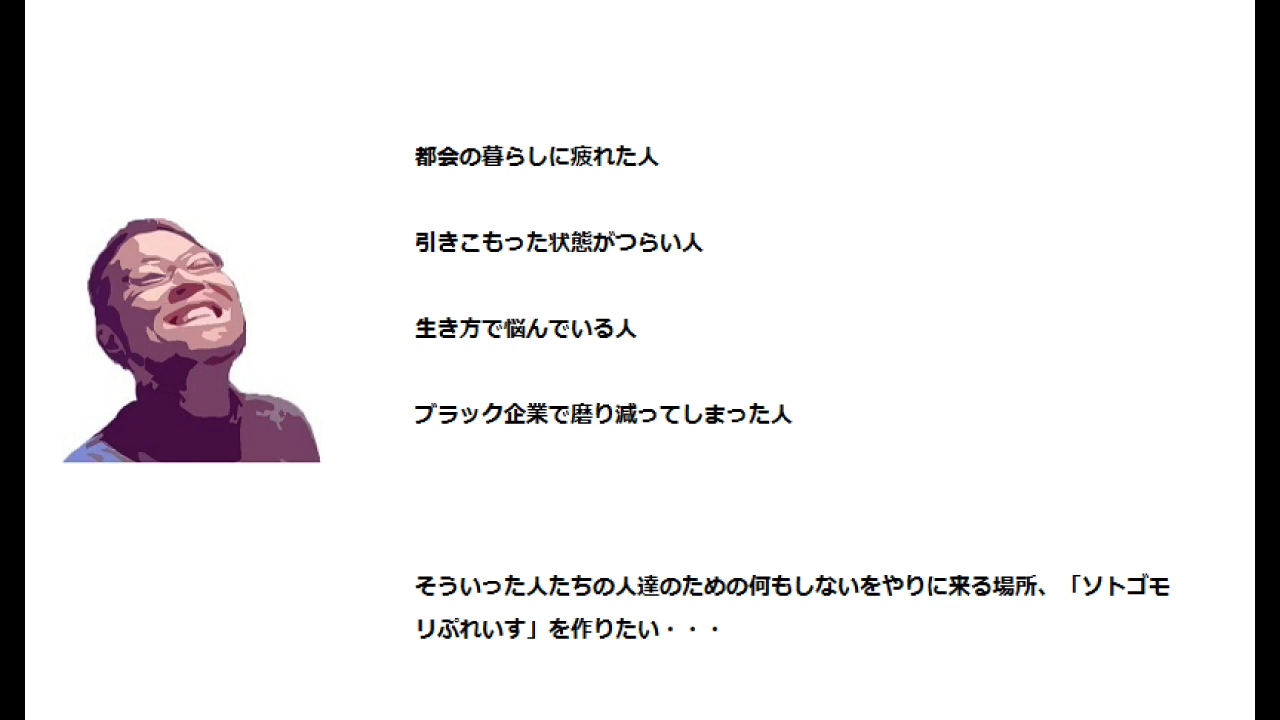 都会の暮らしに疲れた人
引きこもった状態がつらい人
生き方で悩んでいる人
ブラック企業で磨り減ってしまった人
そういった人たちの人達のための何もしないをやりに来る場所、「ソトゴモ
リぷれいす」を作りたい・・・